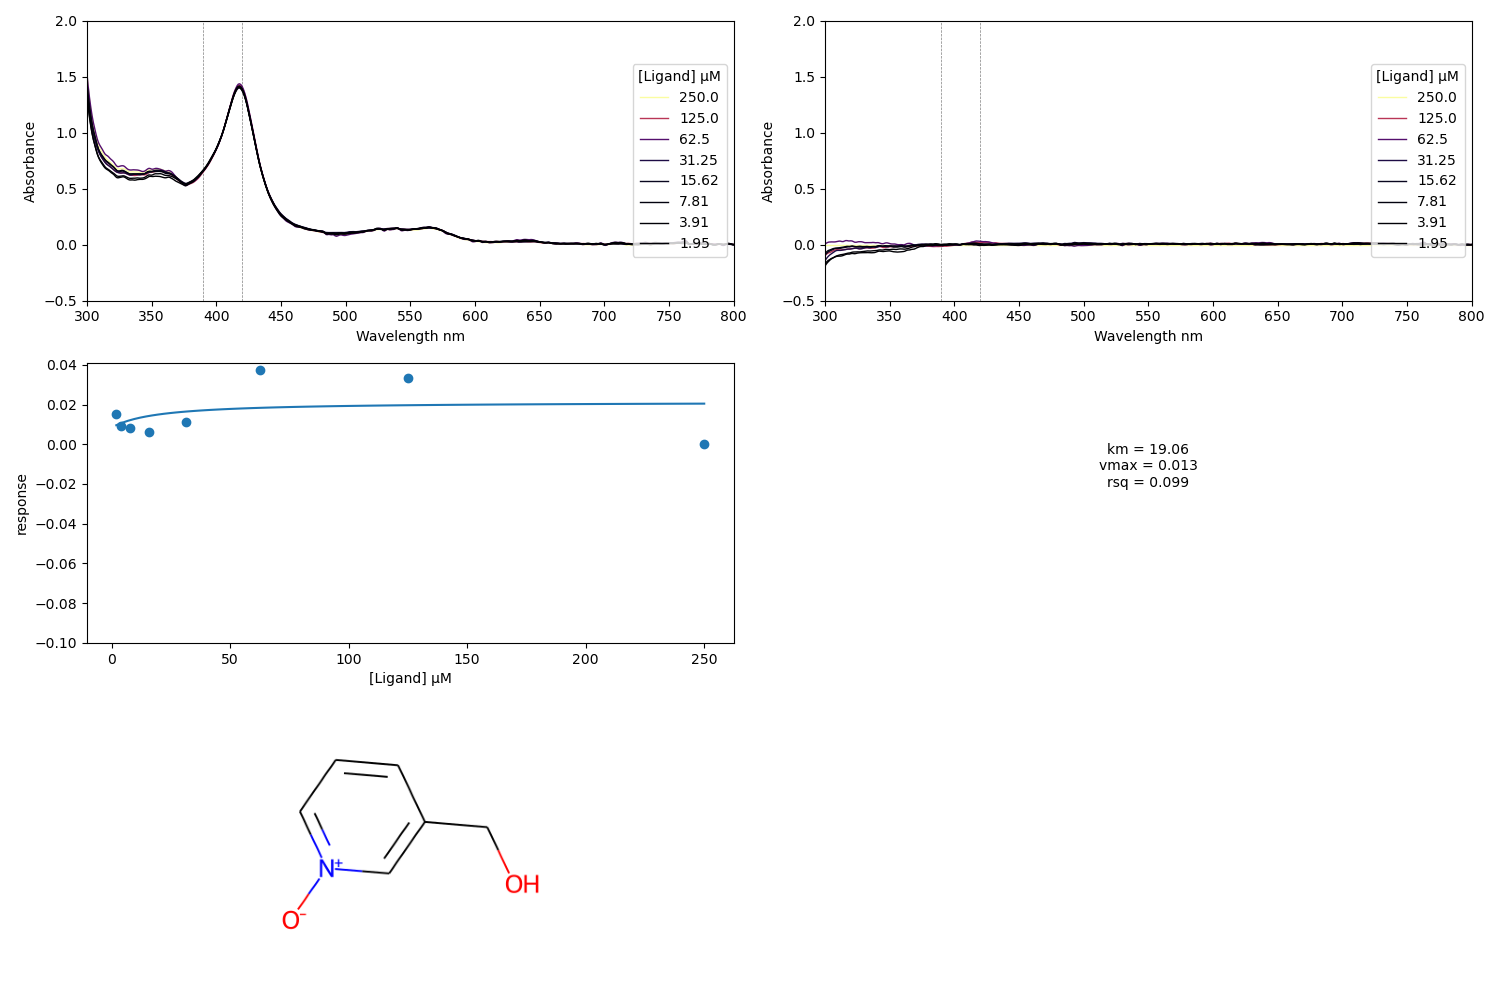 2.0
1.5
1.0
0.5
0.0
−0.5
Absorbance
300 350 400 450 500 550 600 650 700 750 800
Wavelength nm
[Ligand] µM
250.0
125.0
62.5
31.25
15.62
7.81
3.91
1.95
2.0
1.5
1.0
0.5
0.0
−0.5
Absorbance
300 350 400 450 500 550 600 650 700 750 800
Wavelength nm
[Ligand] µM
250.0
125.0
62.5
31.25
15.62
7.81
3.91
1.95
0.04
0.02
0.00
−0.02
−0.04
−0.06
−0.08
−0.10
response
0 50 100 150 200 250
[Ligand] µM
km = 19.06
vmax = 0.013
rsq = 0.099
N+
OH
O−